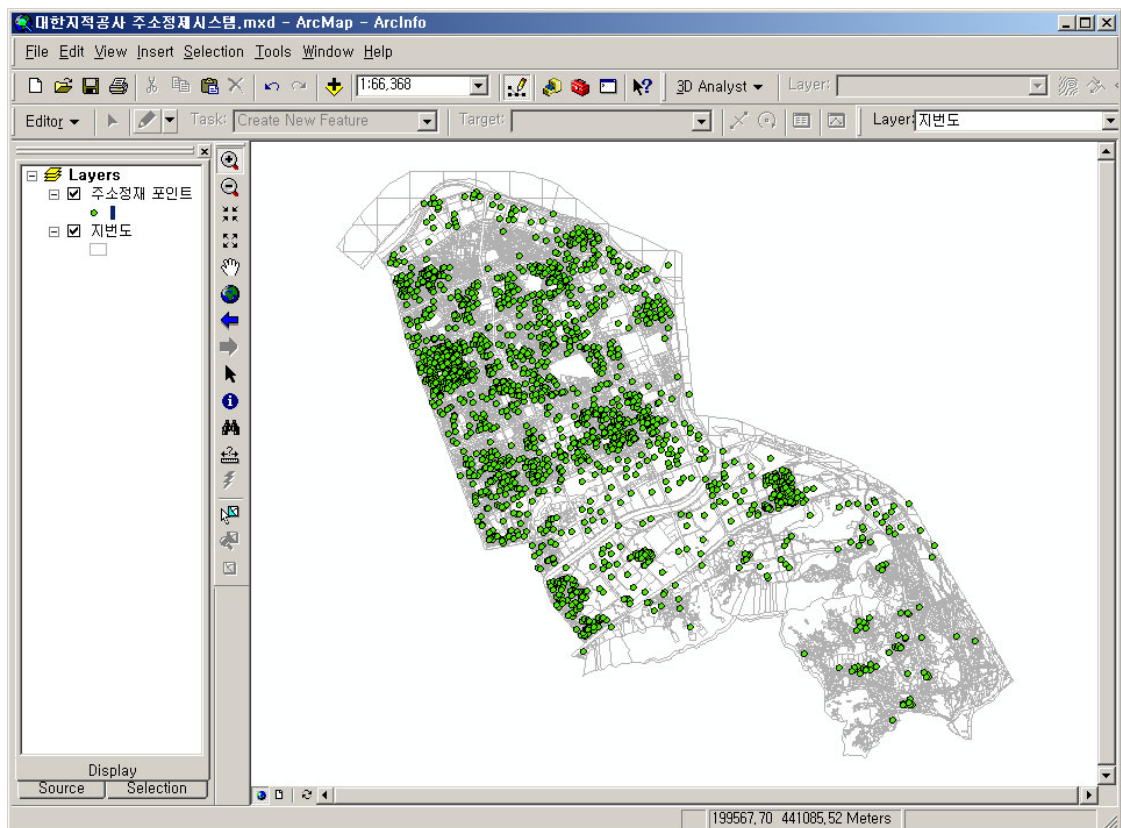 대한지적공사 주소정제시스템.mxd - ArcMap - ArcInfo
File Edit View Insert Selection Tools Window Help
1:66,368
3D Analyst
Layer:
Editor
Task: Create New Feature
Target:
Layer: 지번도
Layers
주소정재 포인트
지번도
Display
Source Selection
199567,70 441085,52 Meters